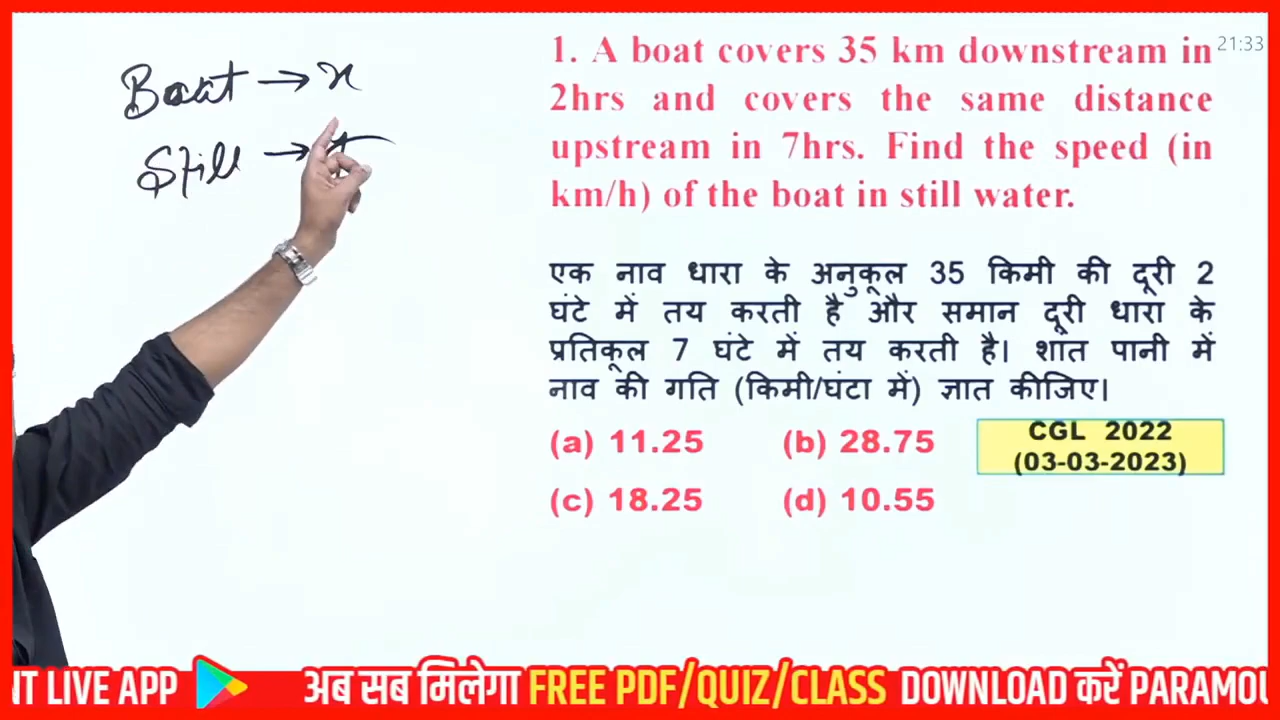 Boat → x
Still →
1. A boat covers 35 km downstream in
21:33
2hrs and covers the same distance
upstream in 7hrs. Find the speed (in
km/h) of the boat in still water.
एक नाव धारा के अनुकूल 35 किमी की दूरी 2
घंटे में तय करती है और समान दूरी धारा के
प्रतिकूल 7 घंटे में तय करती है। शांत पानी में
नाव की गति (किमी/घंटा में) ज्ञात कीजिए।
(a) 11.25 (b) 28.75
CGL 2022
(03-03-2023)
(c) 18.25 (d) 10.55
NT LIVE APP अब सब मिलेगा FREE PDF/QUIZ/CLASS DOWNLOAD करें PARAMOU